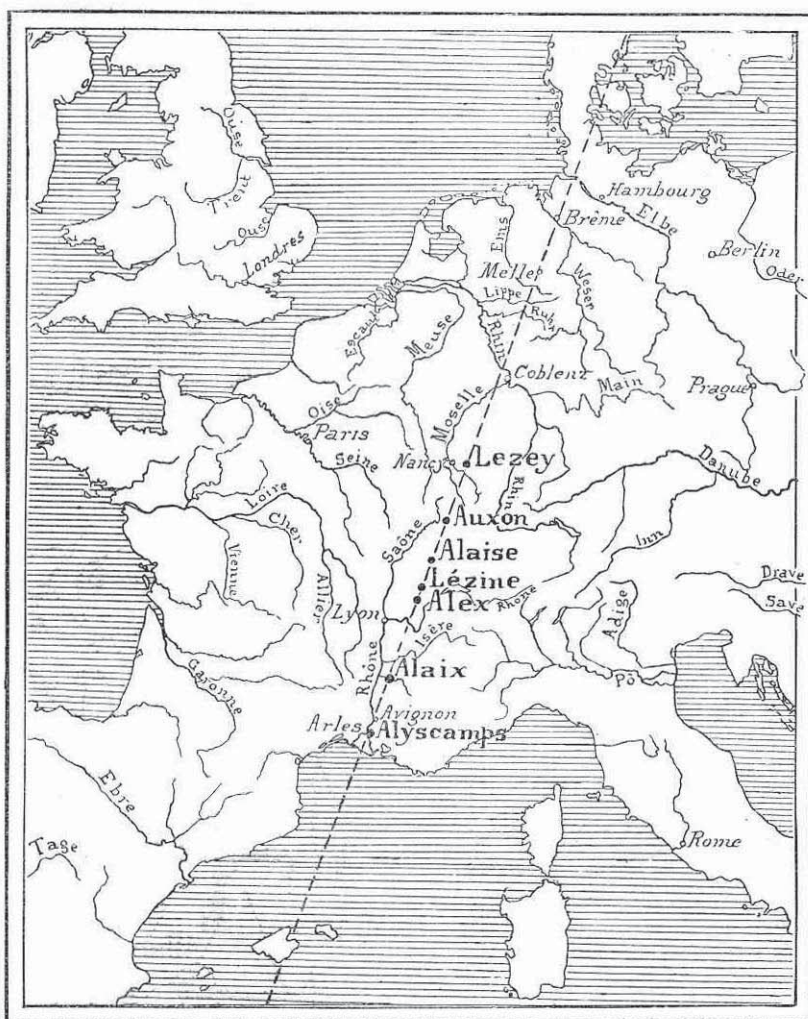 Ouse
Trent
Ouse
Londres
Hambourg
Elbe
Brême
Berlin
Oder
Ems
Mellep
Weser
Lippe
Ruhr
Rhin
Escaut
Meuse
Rhin
Coblenz
Main
Prague
Oise
Moselle
Paris
Seine
Nancy
Lezey
Danube
Rhin
Loire
Auxon
Cher
Saône
Inn
Alaise
Vienne
Lézine
Drave
Allier
Alex
Rhône
Save
Lyon
Adige
Isère
Garonne
Rhône
Alaix
Pô
Avignon
Arles
Alyscamps
Ebre
Tage
Rome